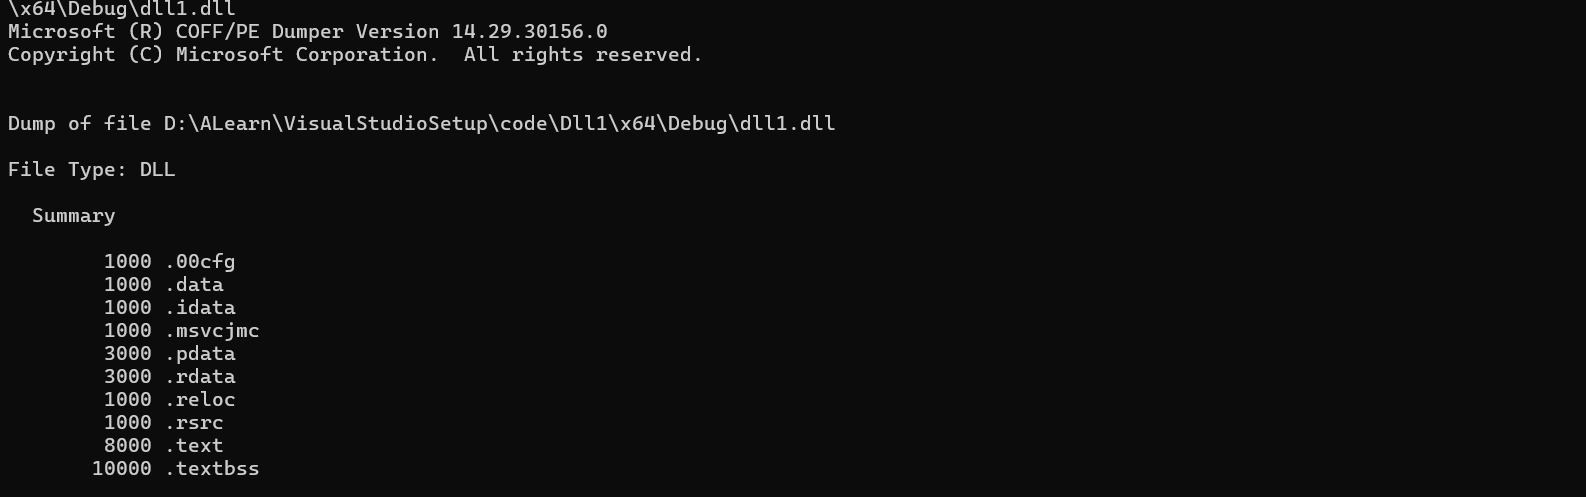 \x64\Debug\dll1.dll
Microsoft (R) COFF/PE Dumper Version 14.29.30156.0
Copyright (C) Microsoft Corporation.  All rights reserved.
Dump of file D:\ALearn\VisualStudioSetup\code\Dll1\x64\Debug\dll1.dll
File Type: DLL
Summary
1000 .00cfg
1000 .data
1000 .idata
1000 .msvcjmc
3000 .pdata
3000 .rdata
1000 .reloc
1000 .rsrc
8000 .text
10000 .textbss